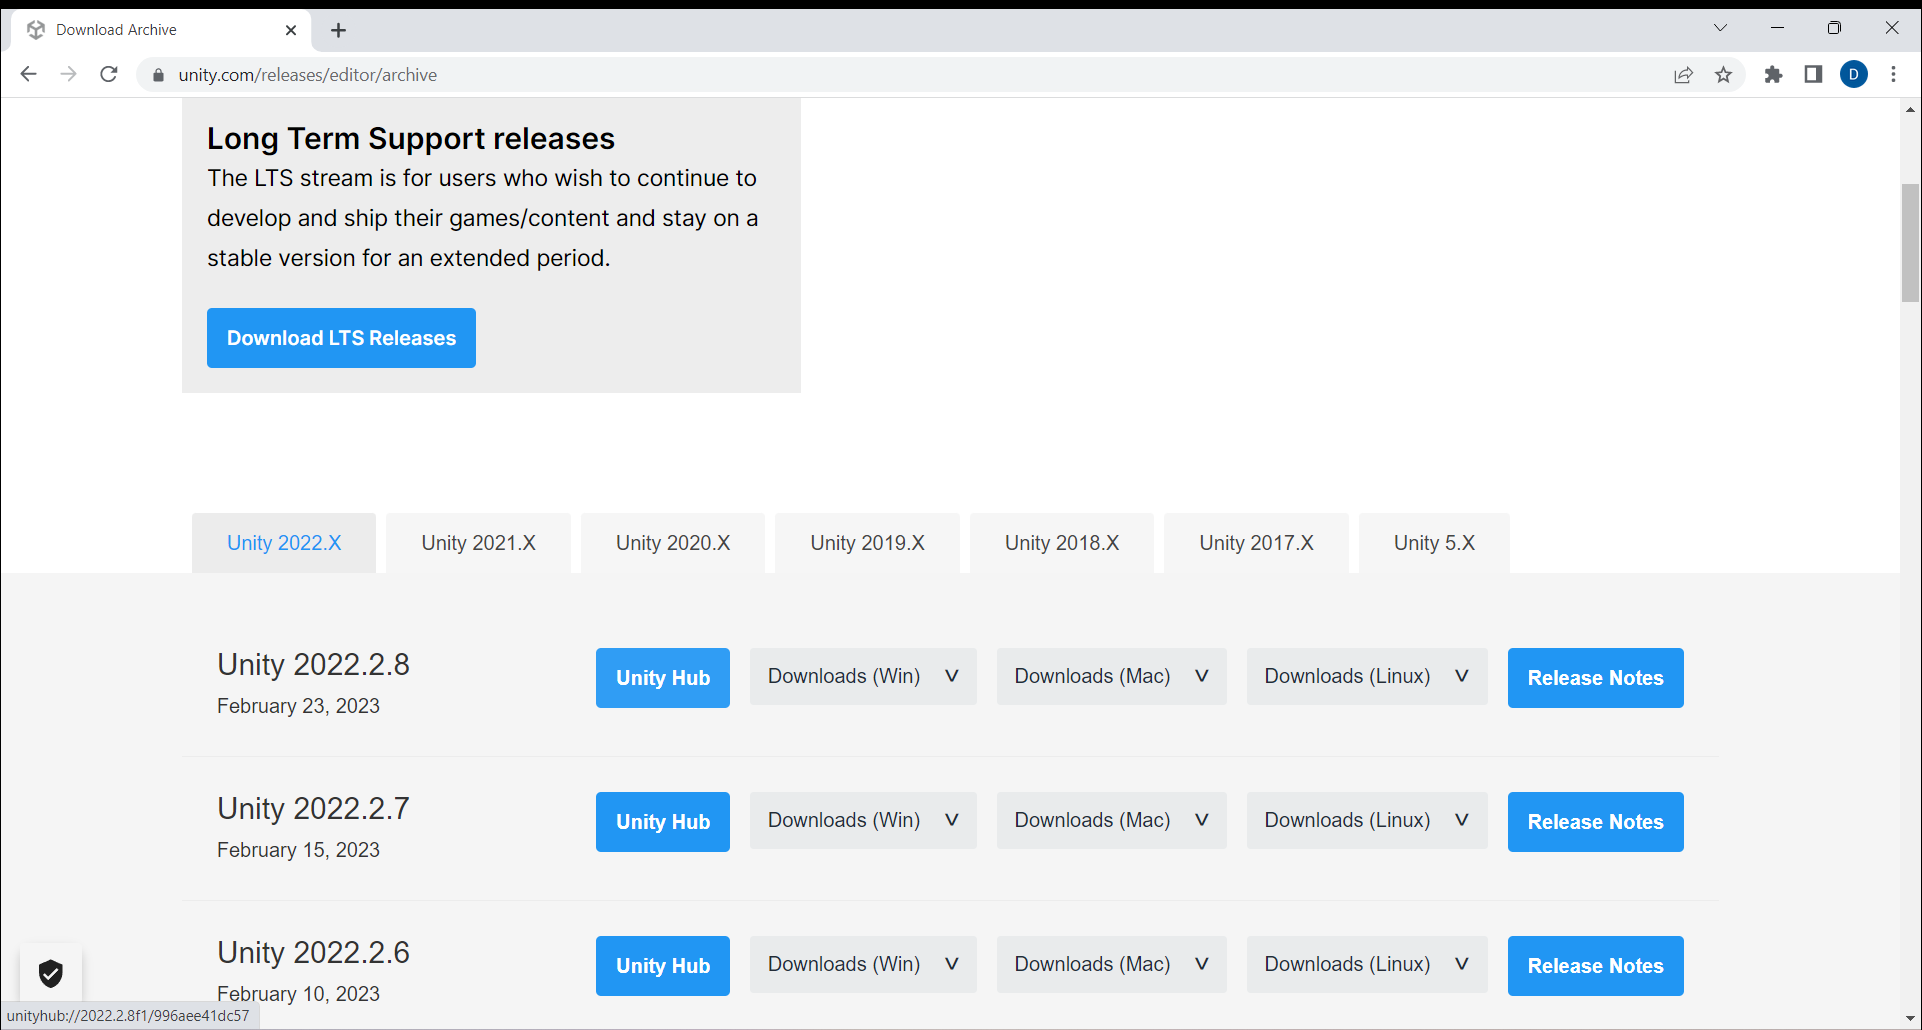 Download Archive
unity.com/releases/editor/archive
D
Long Term Support releases
The LTS stream is for users who wish to continue to
develop and ship their games/content and stay on a
stable version for an extended period.
Download LTS Releases
Unity 2022.X Unity 2021.X Unity 2020.X Unity 2019.X Unity 2018.X Unity 2017.X Unity 5.X
Unity 2022.2.8
February 23, 2023
Unity Hub Downloads (Win) Downloads (Mac) Downloads (Linux) Release Notes
Unity 2022.2.7
February 15, 2023
Unity Hub Downloads (Win) Downloads (Mac) Downloads (Linux) Release Notes
Unity 2022.2.6
February 10, 2023
Unity Hub Downloads (Win) Downloads (Mac) Downloads (Linux) Release Notes
unityhub://2022.2.8f1/996aee41dc57